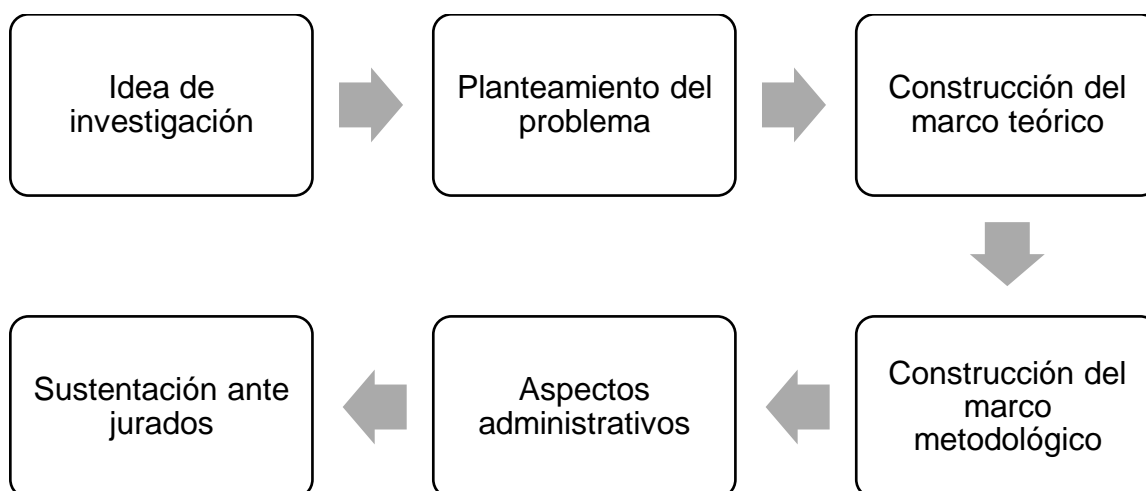 Idea de
investigación
Planteamiento del
problema
Construcción del
marco teórico
Construcción del
marco
metodológico
Aspectos
administrativos
Sustentación ante
jurados